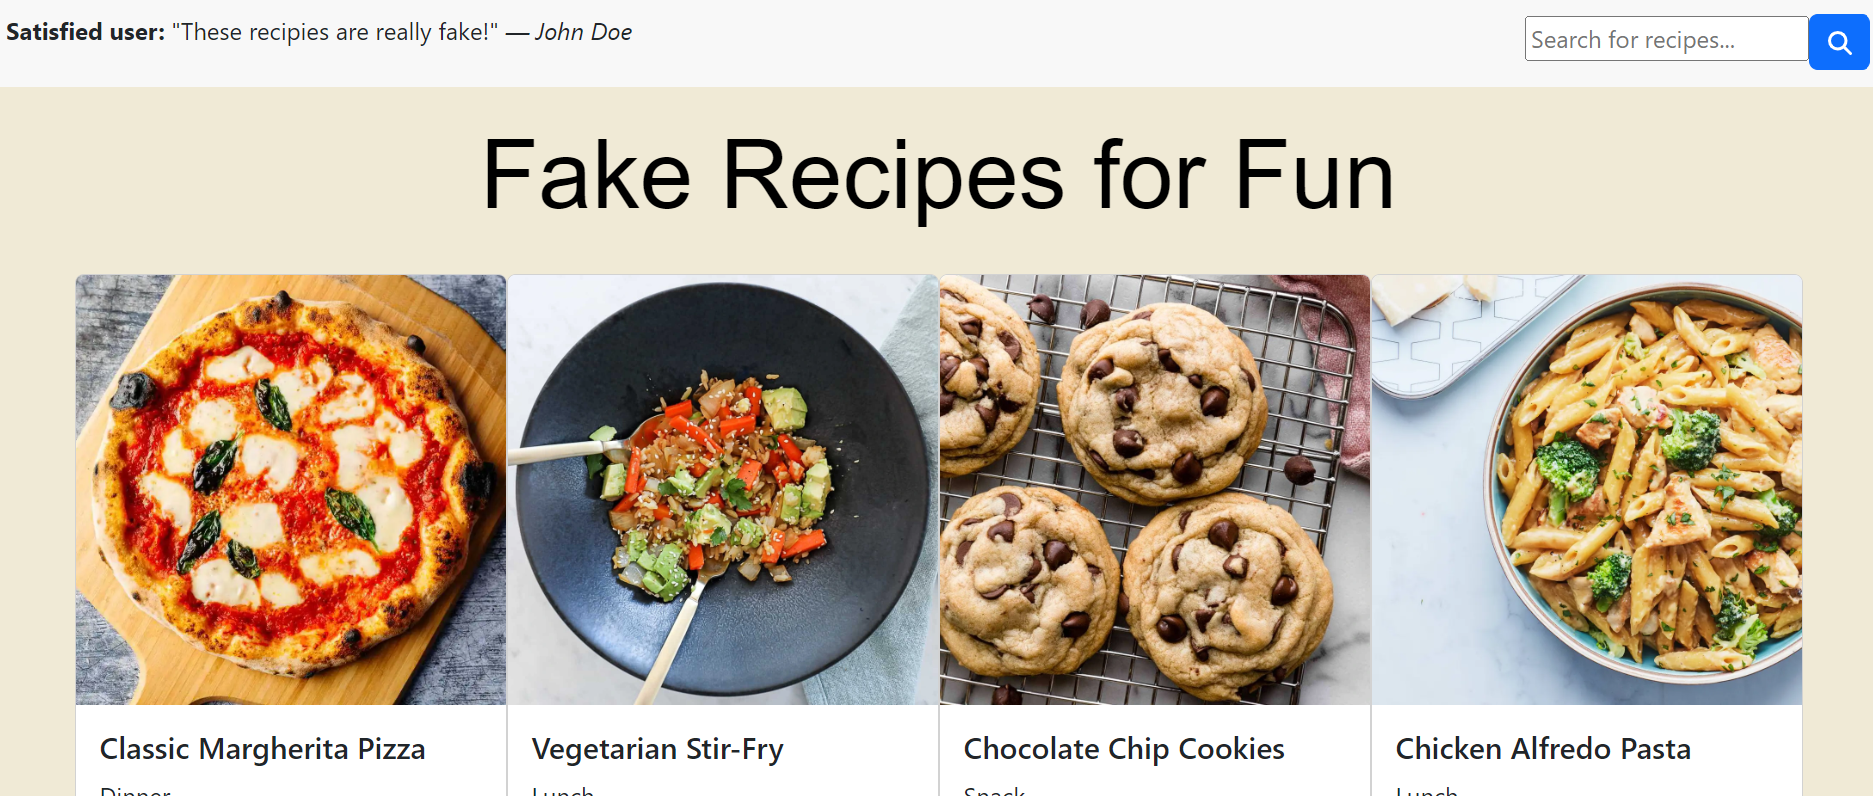 Satisfied user: "These recipies are really fake!" — John Doe
Search for recipes...
Fake Recipes for Fun
Classic Margherita Pizza
Vegetarian Stir-Fry
Chocolate Chip Cookies
Chicken Alfredo Pasta
Dinner
Lunch
Snack
Lunch